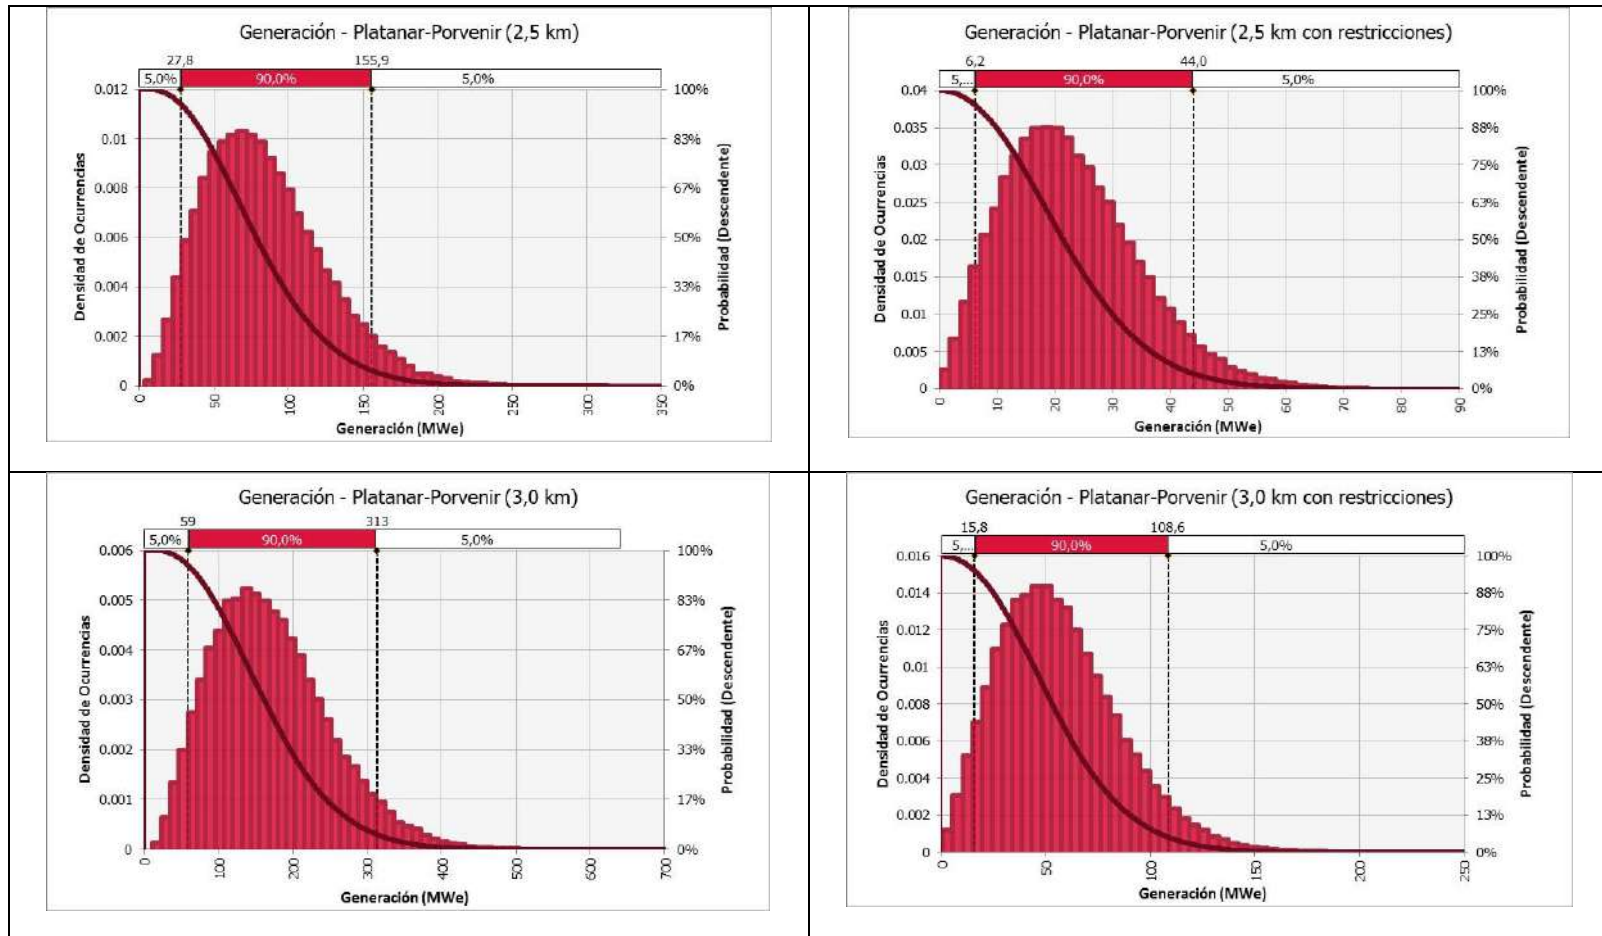 Generación - Platanar-Porvenir (2,5 km)
27,8 155,9
5,0% 90,0% 5,0%
0.012 100%
0.01 83%
0.008 67%
0.006 50%
0.004 33%
0.002 17%
0 0%
Densidad de Ocurrencias
Probabilidad (Descendente)
0 50 100 150 200 250 300 350
Generación (MWe)
Generación - Platanar-Porvenir (2,5 km con restricciones)
6,2 44,0
5,... 90,0% 5,0%
0.04 100%
0.035 88%
0.03 75%
0.025 63%
0.02 50%
0.015 38%
0.01 25%
0.005 13%
0 0%
Densidad de Ocurrencias
Probabilidad (Descendente)
0 10 20 30 40 50 60 70 80 90
Generación (MWe)
Generación - Platanar-Porvenir (3,0 km)
59 313
5,0% 90,0% 5,0%
0.006 100%
0.005 83%
0.004 67%
0.003 50%
0.002 33%
0.001 17%
0 0%
Densidad de Ocurrencias
Probabilidad (Descendente)
0 100 200 300 400 500 600 700
Generación (MWe)
Generación - Platanar-Porvenir (3,0 km con restricciones)
15,8 108,6
5,... 90,0% 5,0%
0.016 100%
0.014 88%
0.012 75%
0.01 63%
0.008 50%
0.006 38%
0.004 25%
0.002 13%
0 0%
Densidad de Ocurrencias
Probabilidad (Descendente)
0 50 100 150 200 250
Generación (MWe)